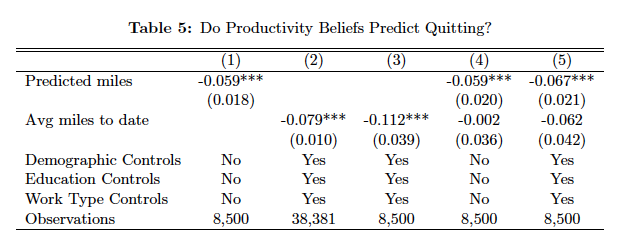 Table 5: Do Productivity Beliefs Predict Quitting?
(1) (2) (3) (4) (5)
Predicted miles -0.059*** -0.059*** -0.067***
(0.018) (0.020) (0.021)
Avg miles to date -0.079*** -0.112*** -0.002 -0.062
(0.010) (0.039) (0.036) (0.042)
Demographic Controls No Yes Yes No Yes
Education Controls No Yes Yes No Yes
Work Type Controls No Yes Yes No Yes
Observations 8,500 38,381 8,500 8,500 8,500